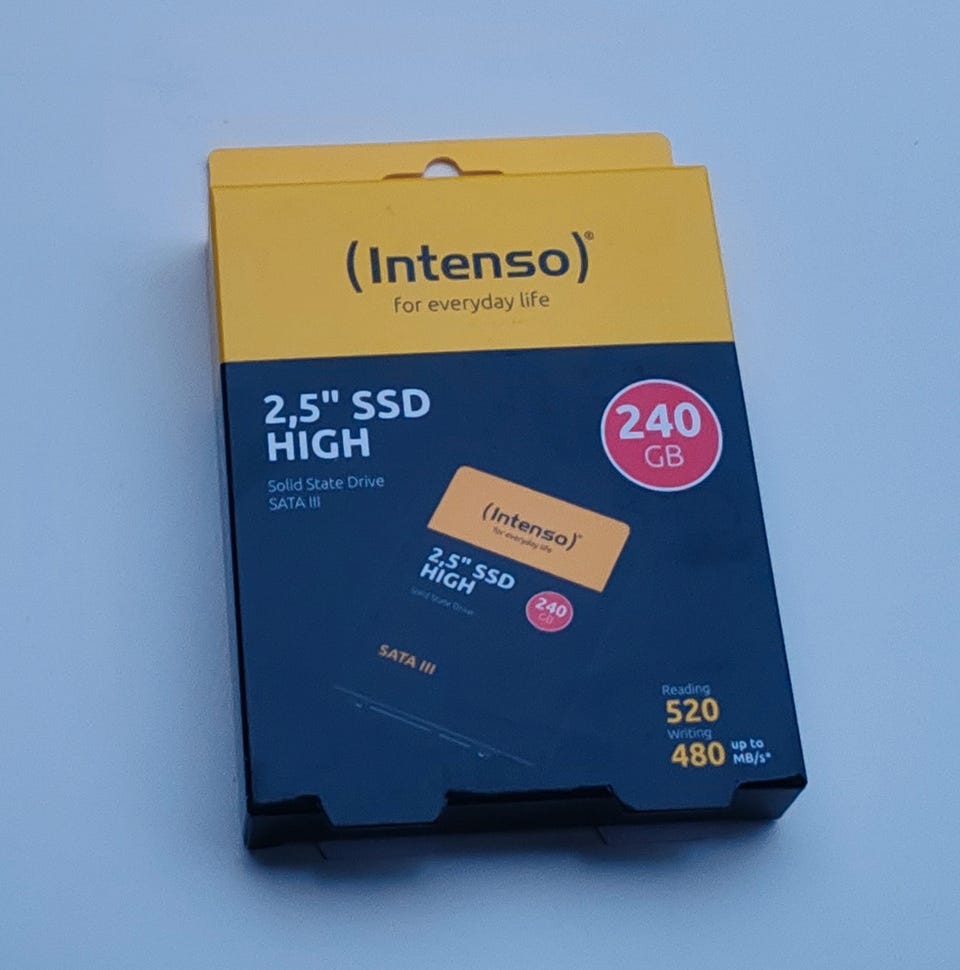 (Intenso)®
for everyday life
2,5" SSD
HIGH
Solid State Drive
SATA III
240
GB
(Intenso)®
for everyday life
2,5" SSD
HIGH
Solid State Drive
240
GB
SATA III
Reading
520
Writing
480 up to MB/s*